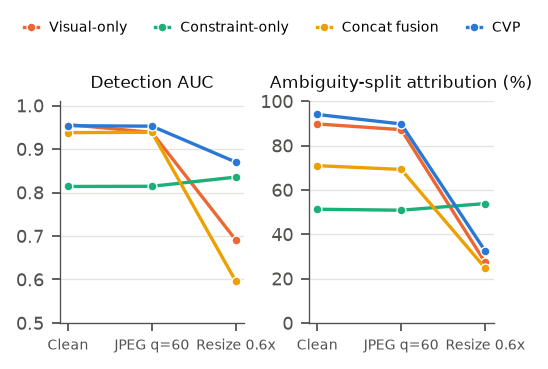 Visual-only Constraint-only Concat fusion CVP
Detection AUC
1.0
0.9
0.8
0.7
0.6
0.5
Clean JPEG q=60 Resize 0.6x
Ambiguity-split attribution (%)
100
80
60
40
20
0
Clean JPEG q=60 Resize 0.6x